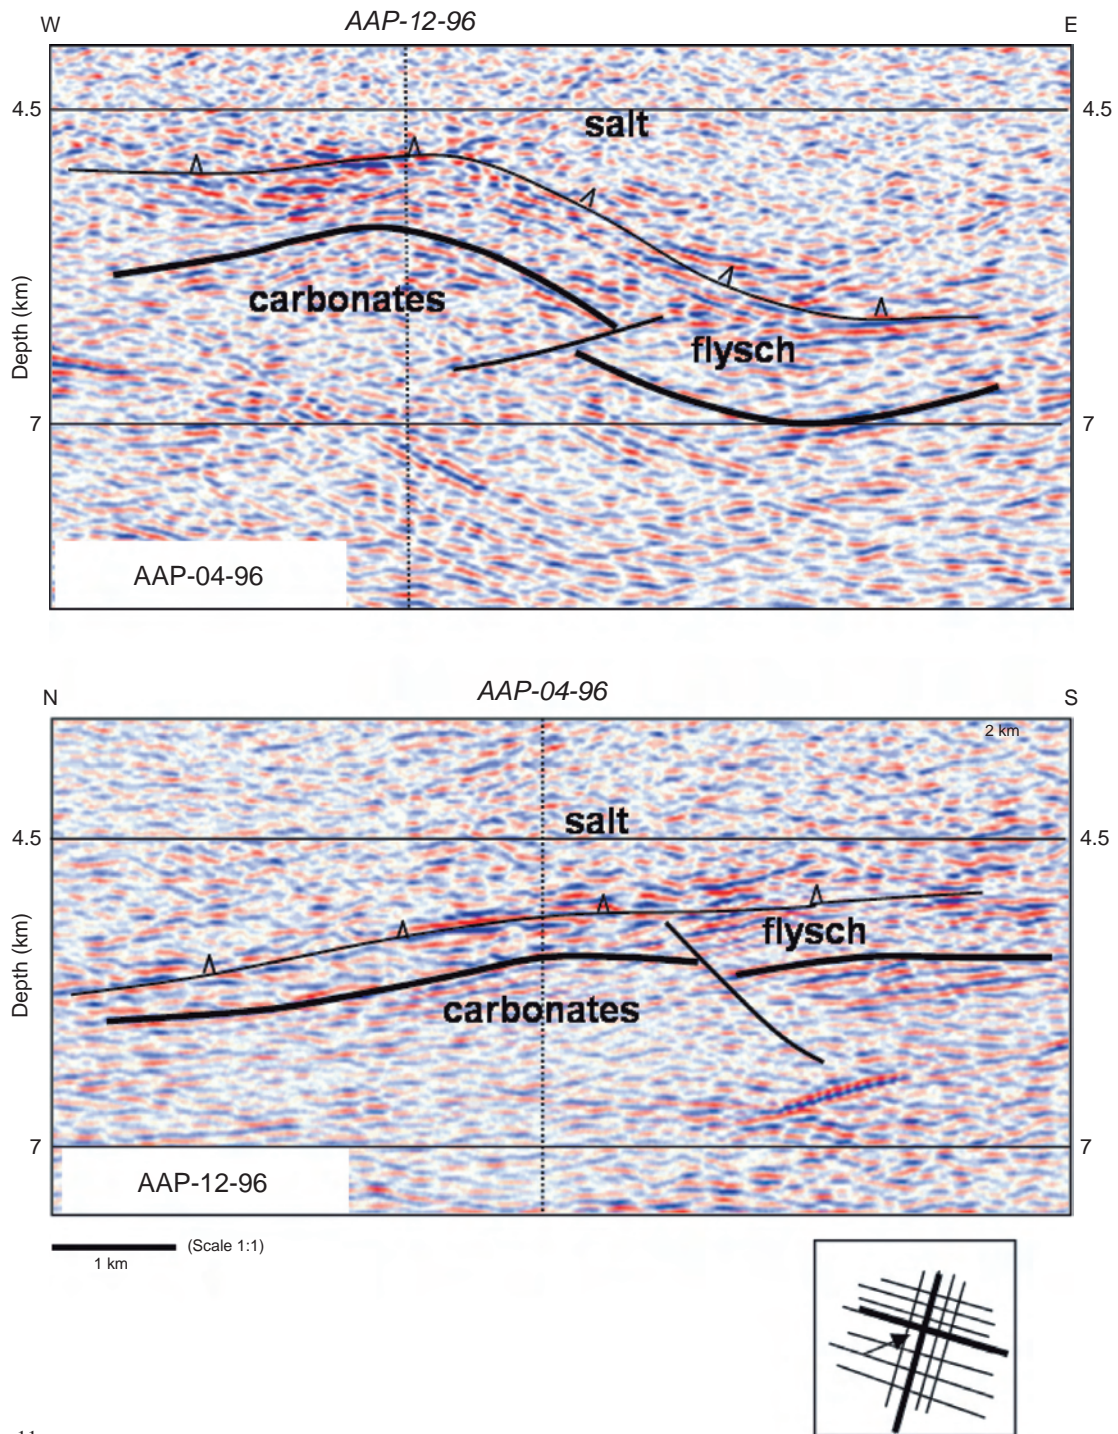 W
AAP-12-96
E
4.5
4.5
salt
carbonates
flysch
Depth (km)
7
7
AAP-04-96
N
AAP-04-96
S
2 km
salt
4.5
4.5
flysch
carbonates
Depth (km)
7
7
AAP-12-96
(Scale 1:1)
1 km